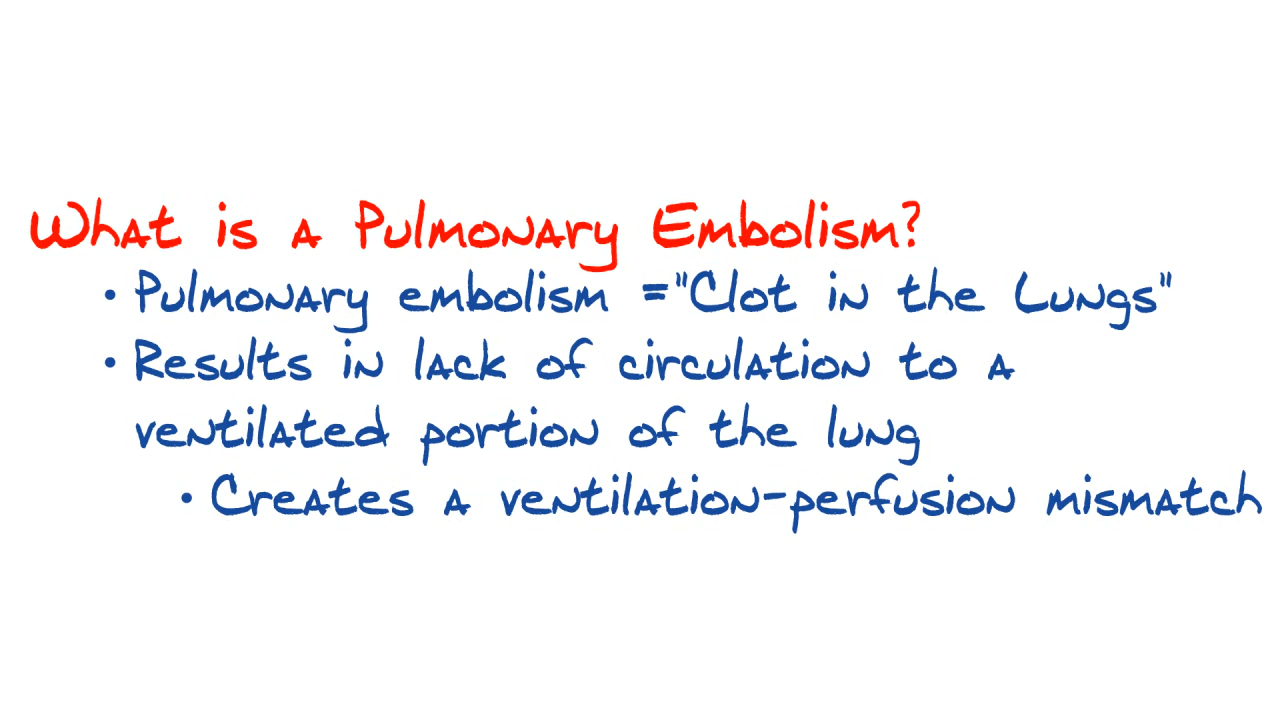 What is a Pulmonary Embolism?
• Pulmonary embolism ="Clot in the Lungs"
• Results in lack of circulation to a
ventilated portion of the lung
• Creates a ventilation-perfusion mismatch